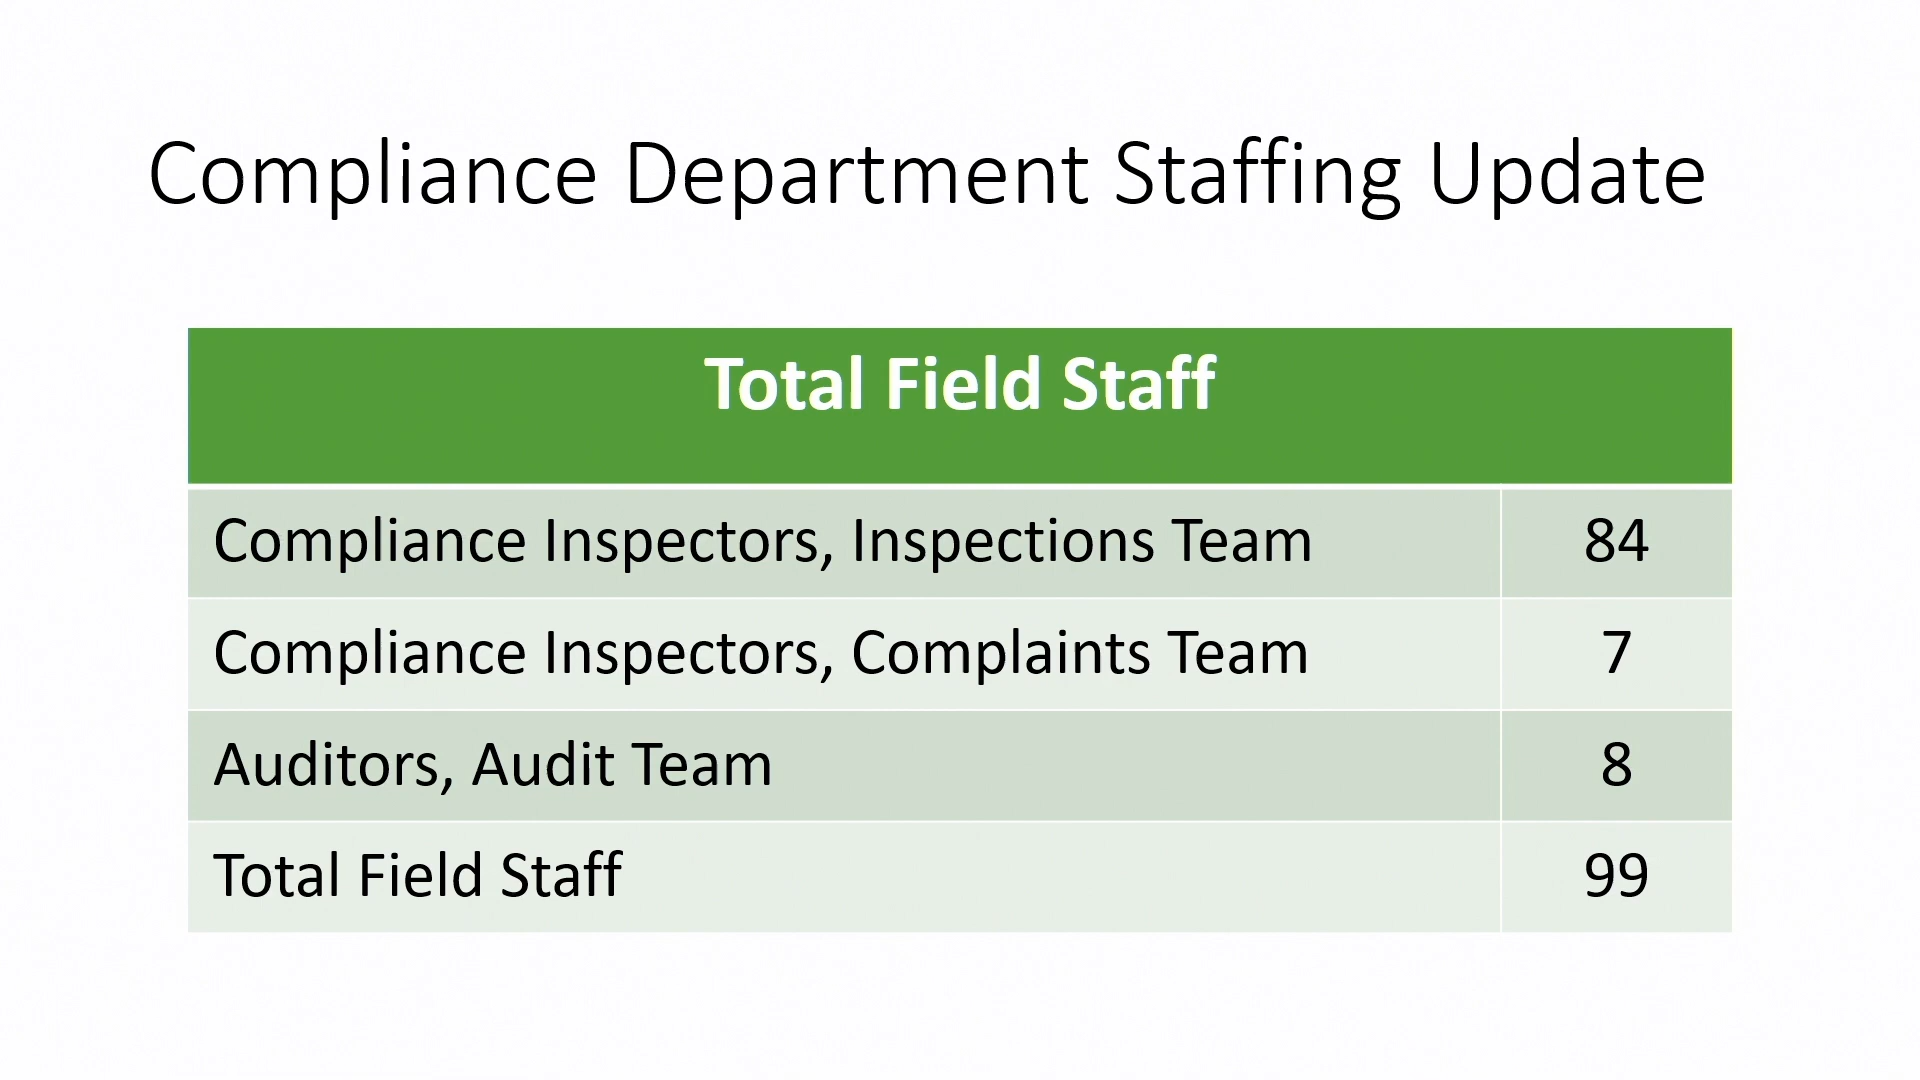 Compliance Department Staffing Update
Total Field Staff
Compliance Inspectors, Inspections Team 84
Compliance Inspectors, Complaints Team 7
Auditors, Audit Team 8
Total Field Staff 99